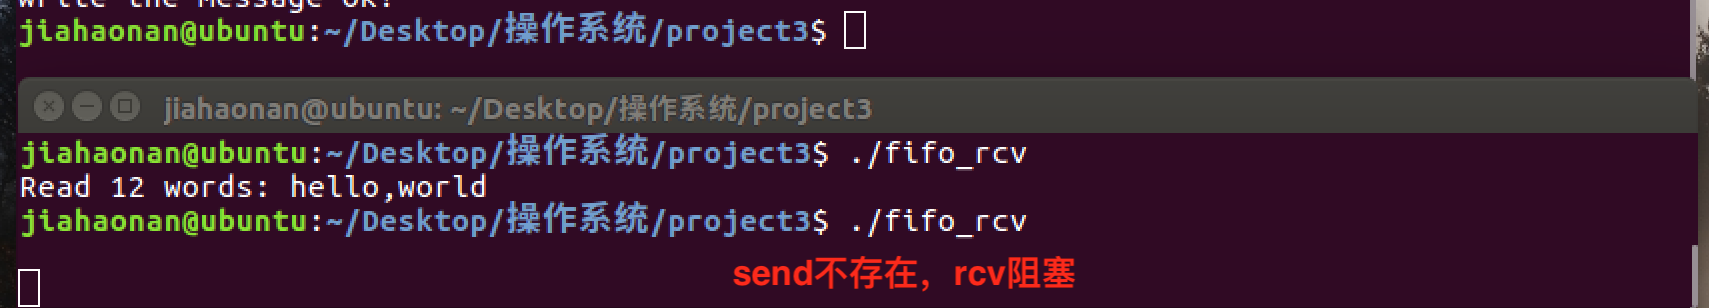 Write the message ok!
jiahaonan@ubuntu:~/Desktop/操作系统/project3$
jiahaonan@ubuntu: ~/Desktop/操作系统/project3
jiahaonan@ubuntu:~/Desktop/操作系统/project3$ ./fifo_rcv
Read 12 words: hello,world
jiahaonan@ubuntu:~/Desktop/操作系统/project3$ ./fifo_rcv
send不存在，rcv阻塞